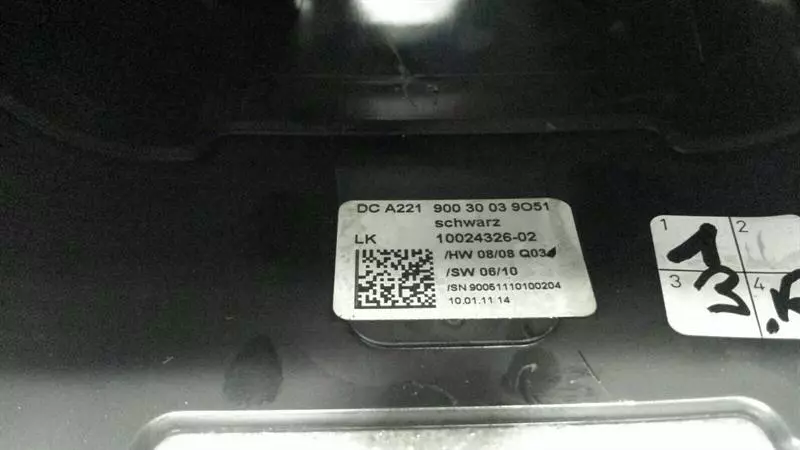 DC A221 900 30 03 9O51
schwarz
LK 10024326-02
/HW 08/08 Q03
/SW 06/10
/SN 90051110100204
10.01.11 14
1 2
3 4
13